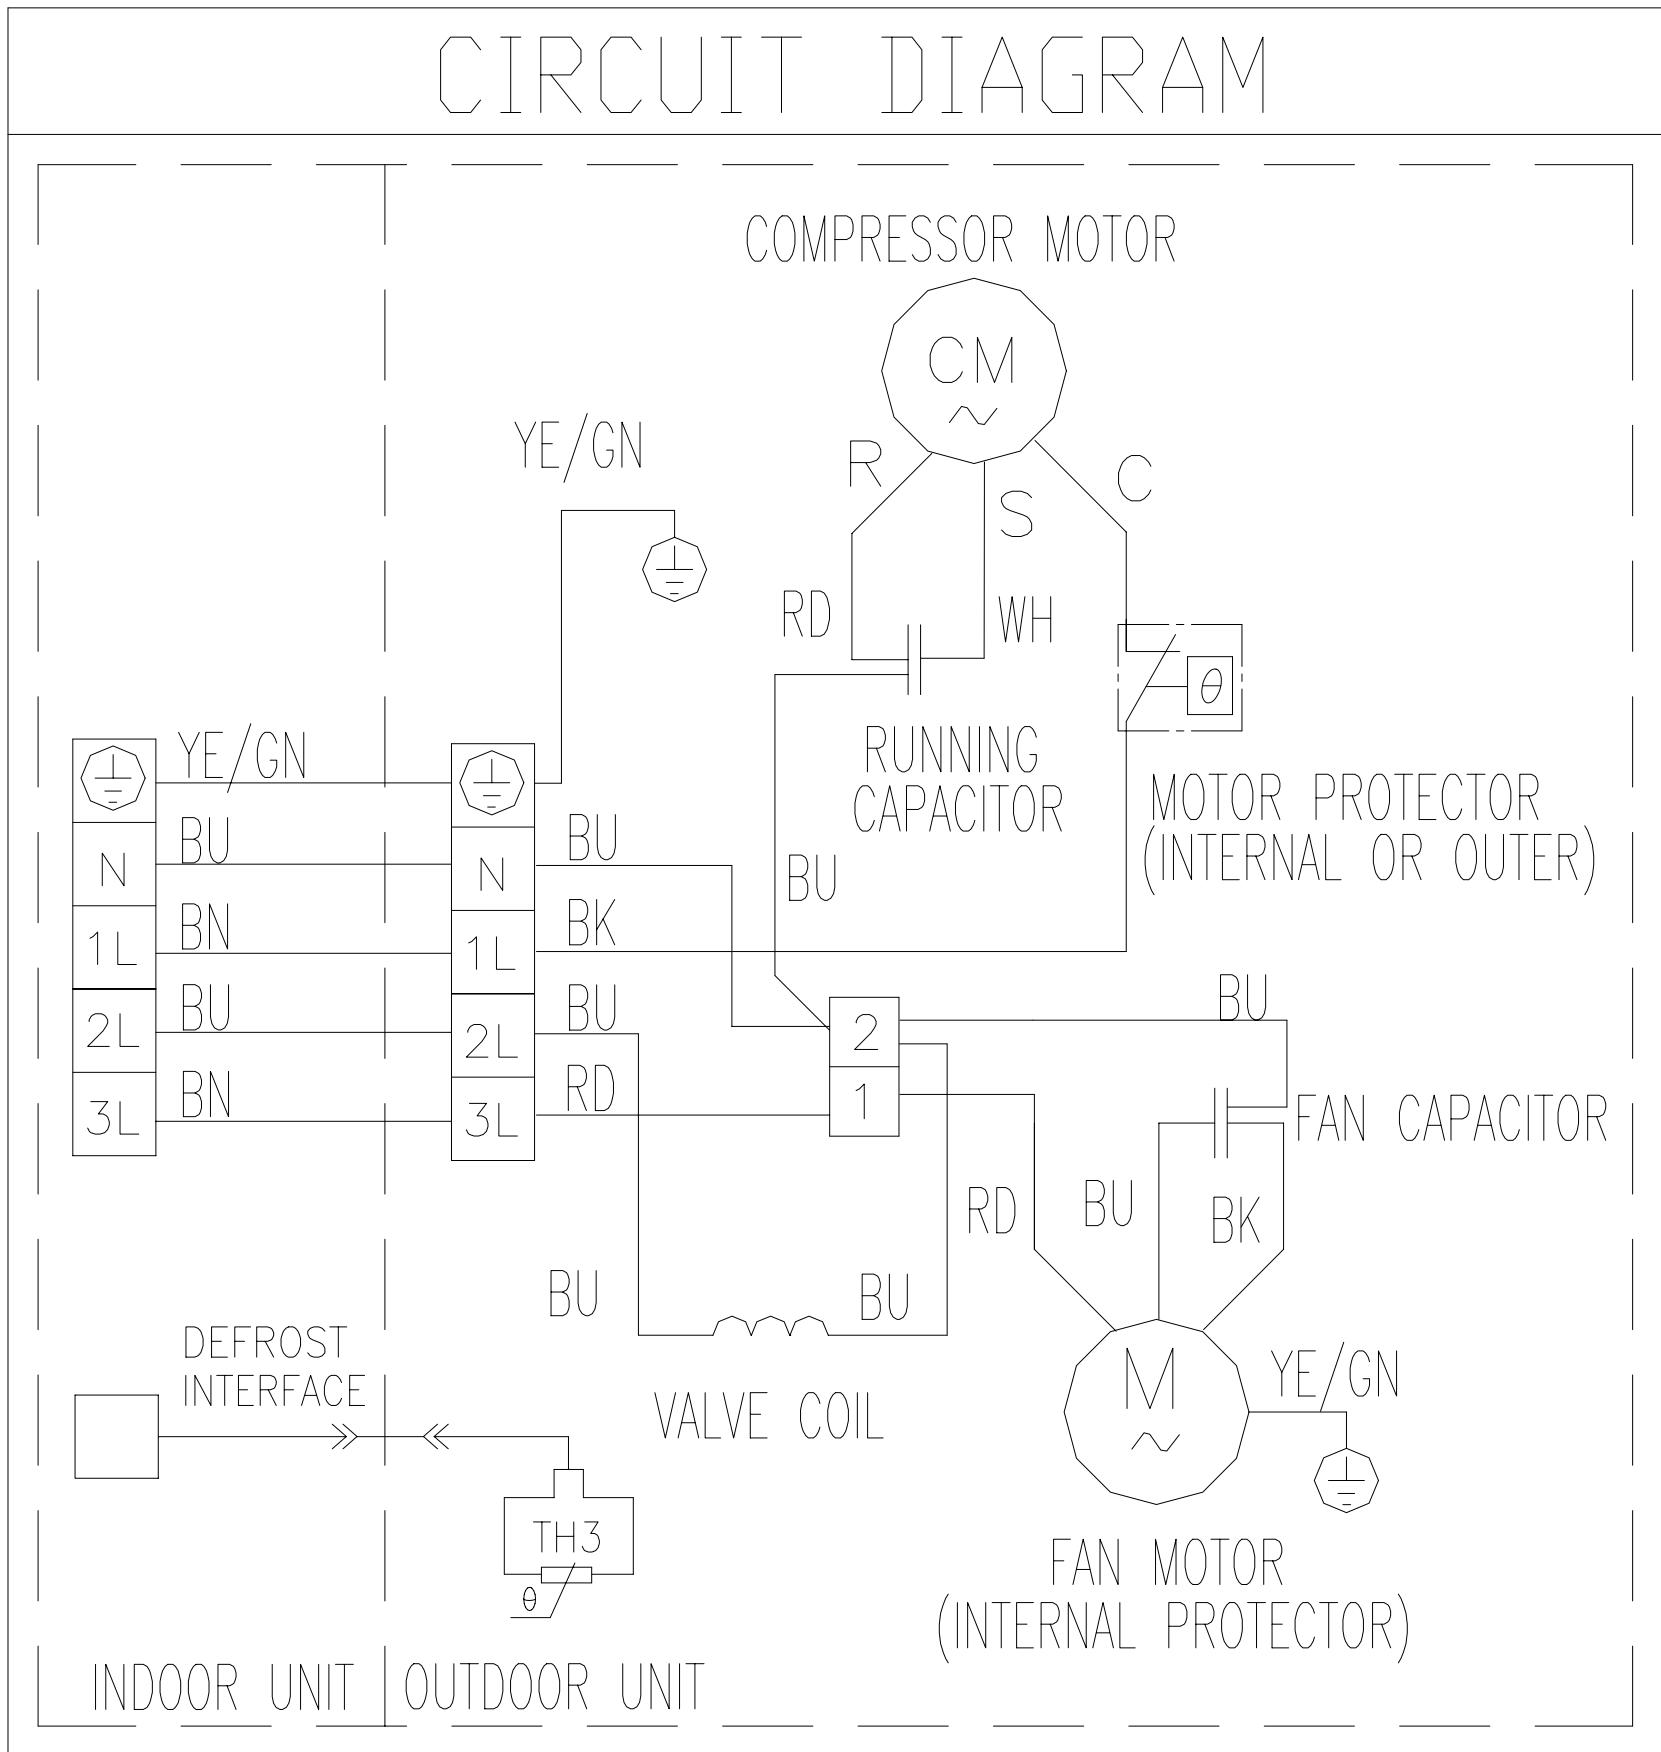 CIRCUIT DIAGRAM
COMPRESSOR MOTOR
CM
YE/GN
R
S
C
RD
WH
θ
RUNNING
CAPACITOR
MOTOR PROTECTOR
(INTERNAL OR OUTER)
YE/GN
N
BU
N
BU
BU
1L
BN
1L
BK
2L
BU
2L
BU
2
BU
3L
BN
3L
RD
1
FAN CAPACITOR
RD
BU
BK
BU
BU
DEFROST
INTERFACE
VALVE COIL
M
YE/GN
TH3
θ
FAN MOTOR
(INTERNAL PROTECTOR)
INDOOR UNIT
OUTDOOR UNIT